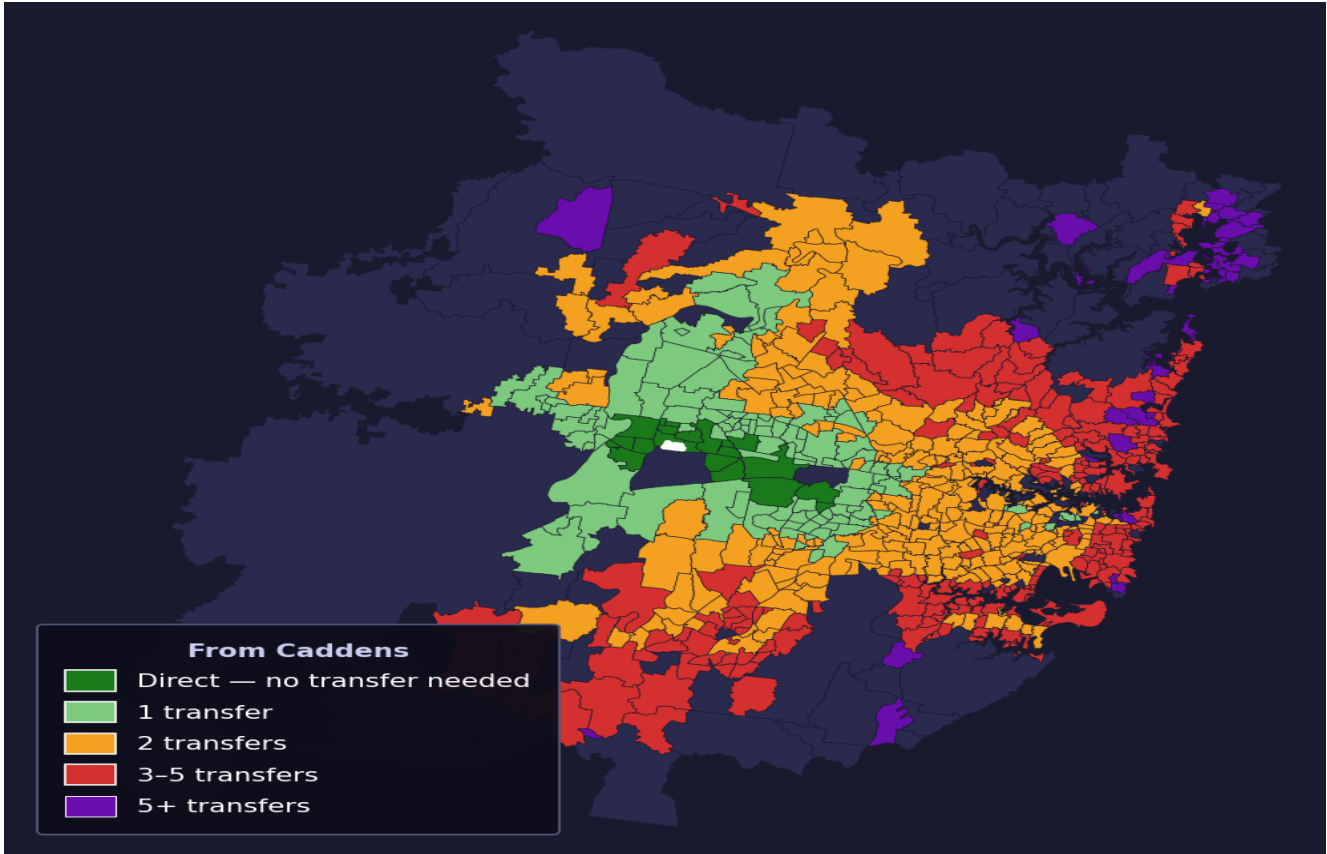 From Caddens
Direct — no transfer needed
1 transfer
2 transfers
3–5 transfers
5+ transfers